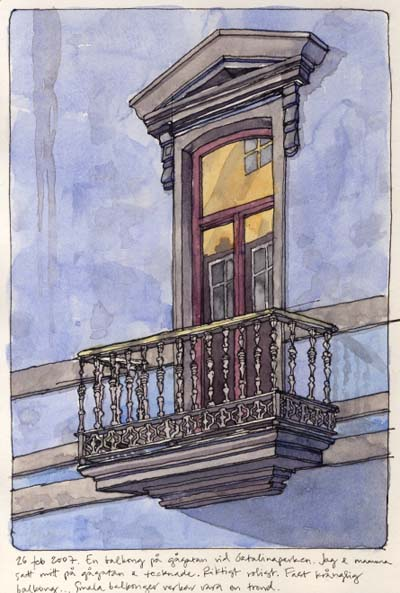 26 feb 2007. En balkong på gågatan vid Catalinaparken. Jag & mamma
satt mitt på gågatan & tecknade. Riktigt roligt. Fast krånglig
balkong... Smala balkonger verkar vara en trend.